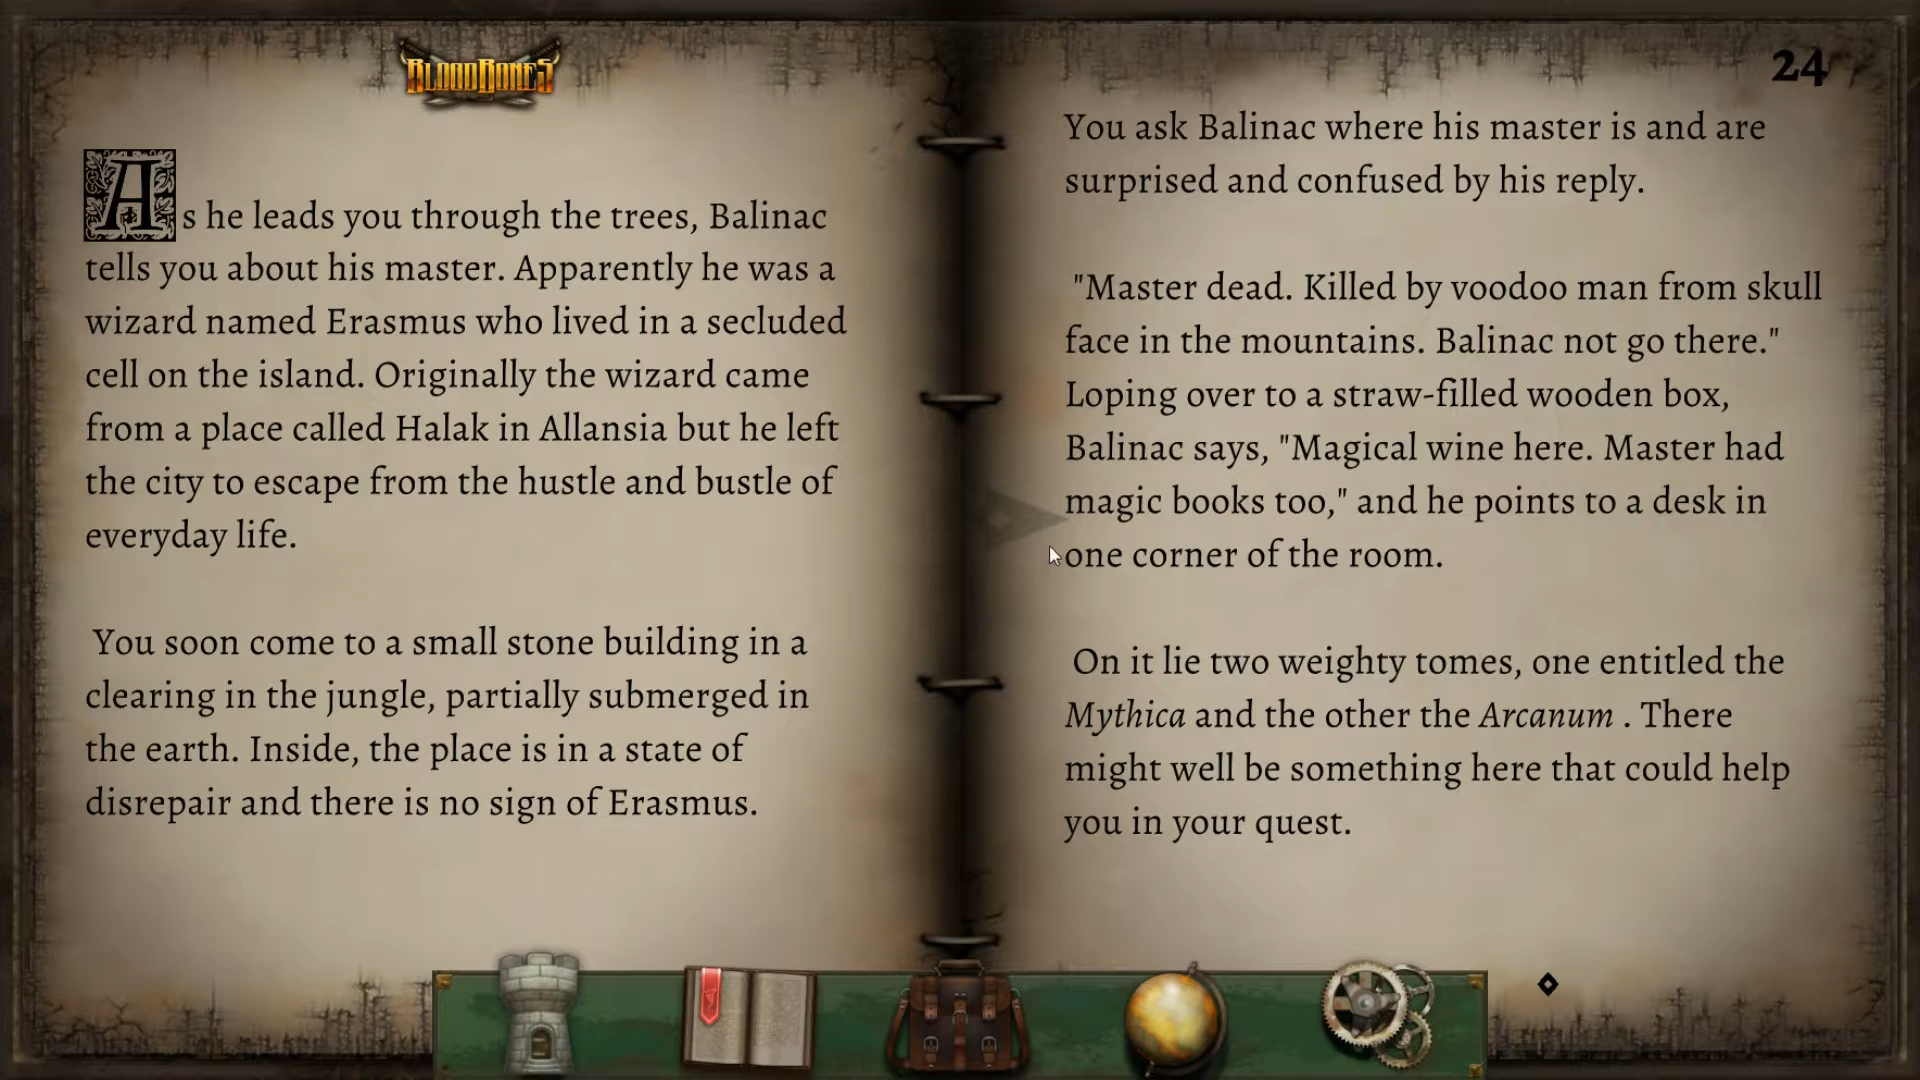 BLOODBONES
24
As he leads you through the trees, Balinac
tells you about his master. Apparently he was a
wizard named Erasmus who lived in a secluded
cell on the island. Originally the wizard came
from a place called Halak in Allansia but he left
the city to escape from the hustle and bustle of
everyday life.
You soon come to a small stone building in a
clearing in the jungle, partially submerged in
the earth. Inside, the place is in a state of
disrepair and there is no sign of Erasmus.
You ask Balinac where his master is and are
surprised and confused by his reply.
"Master dead. Killed by voodoo man from skull
face in the mountains. Balinac not go there."
Loping over to a straw-filled wooden box,
Balinac says, "Magical wine here. Master had
magic books too," and he points to a desk in
one corner of the room.
On it lie two weighty tomes, one entitled the
Mythica and the other the Arcanum . There
might well be something here that could help
you in your quest.